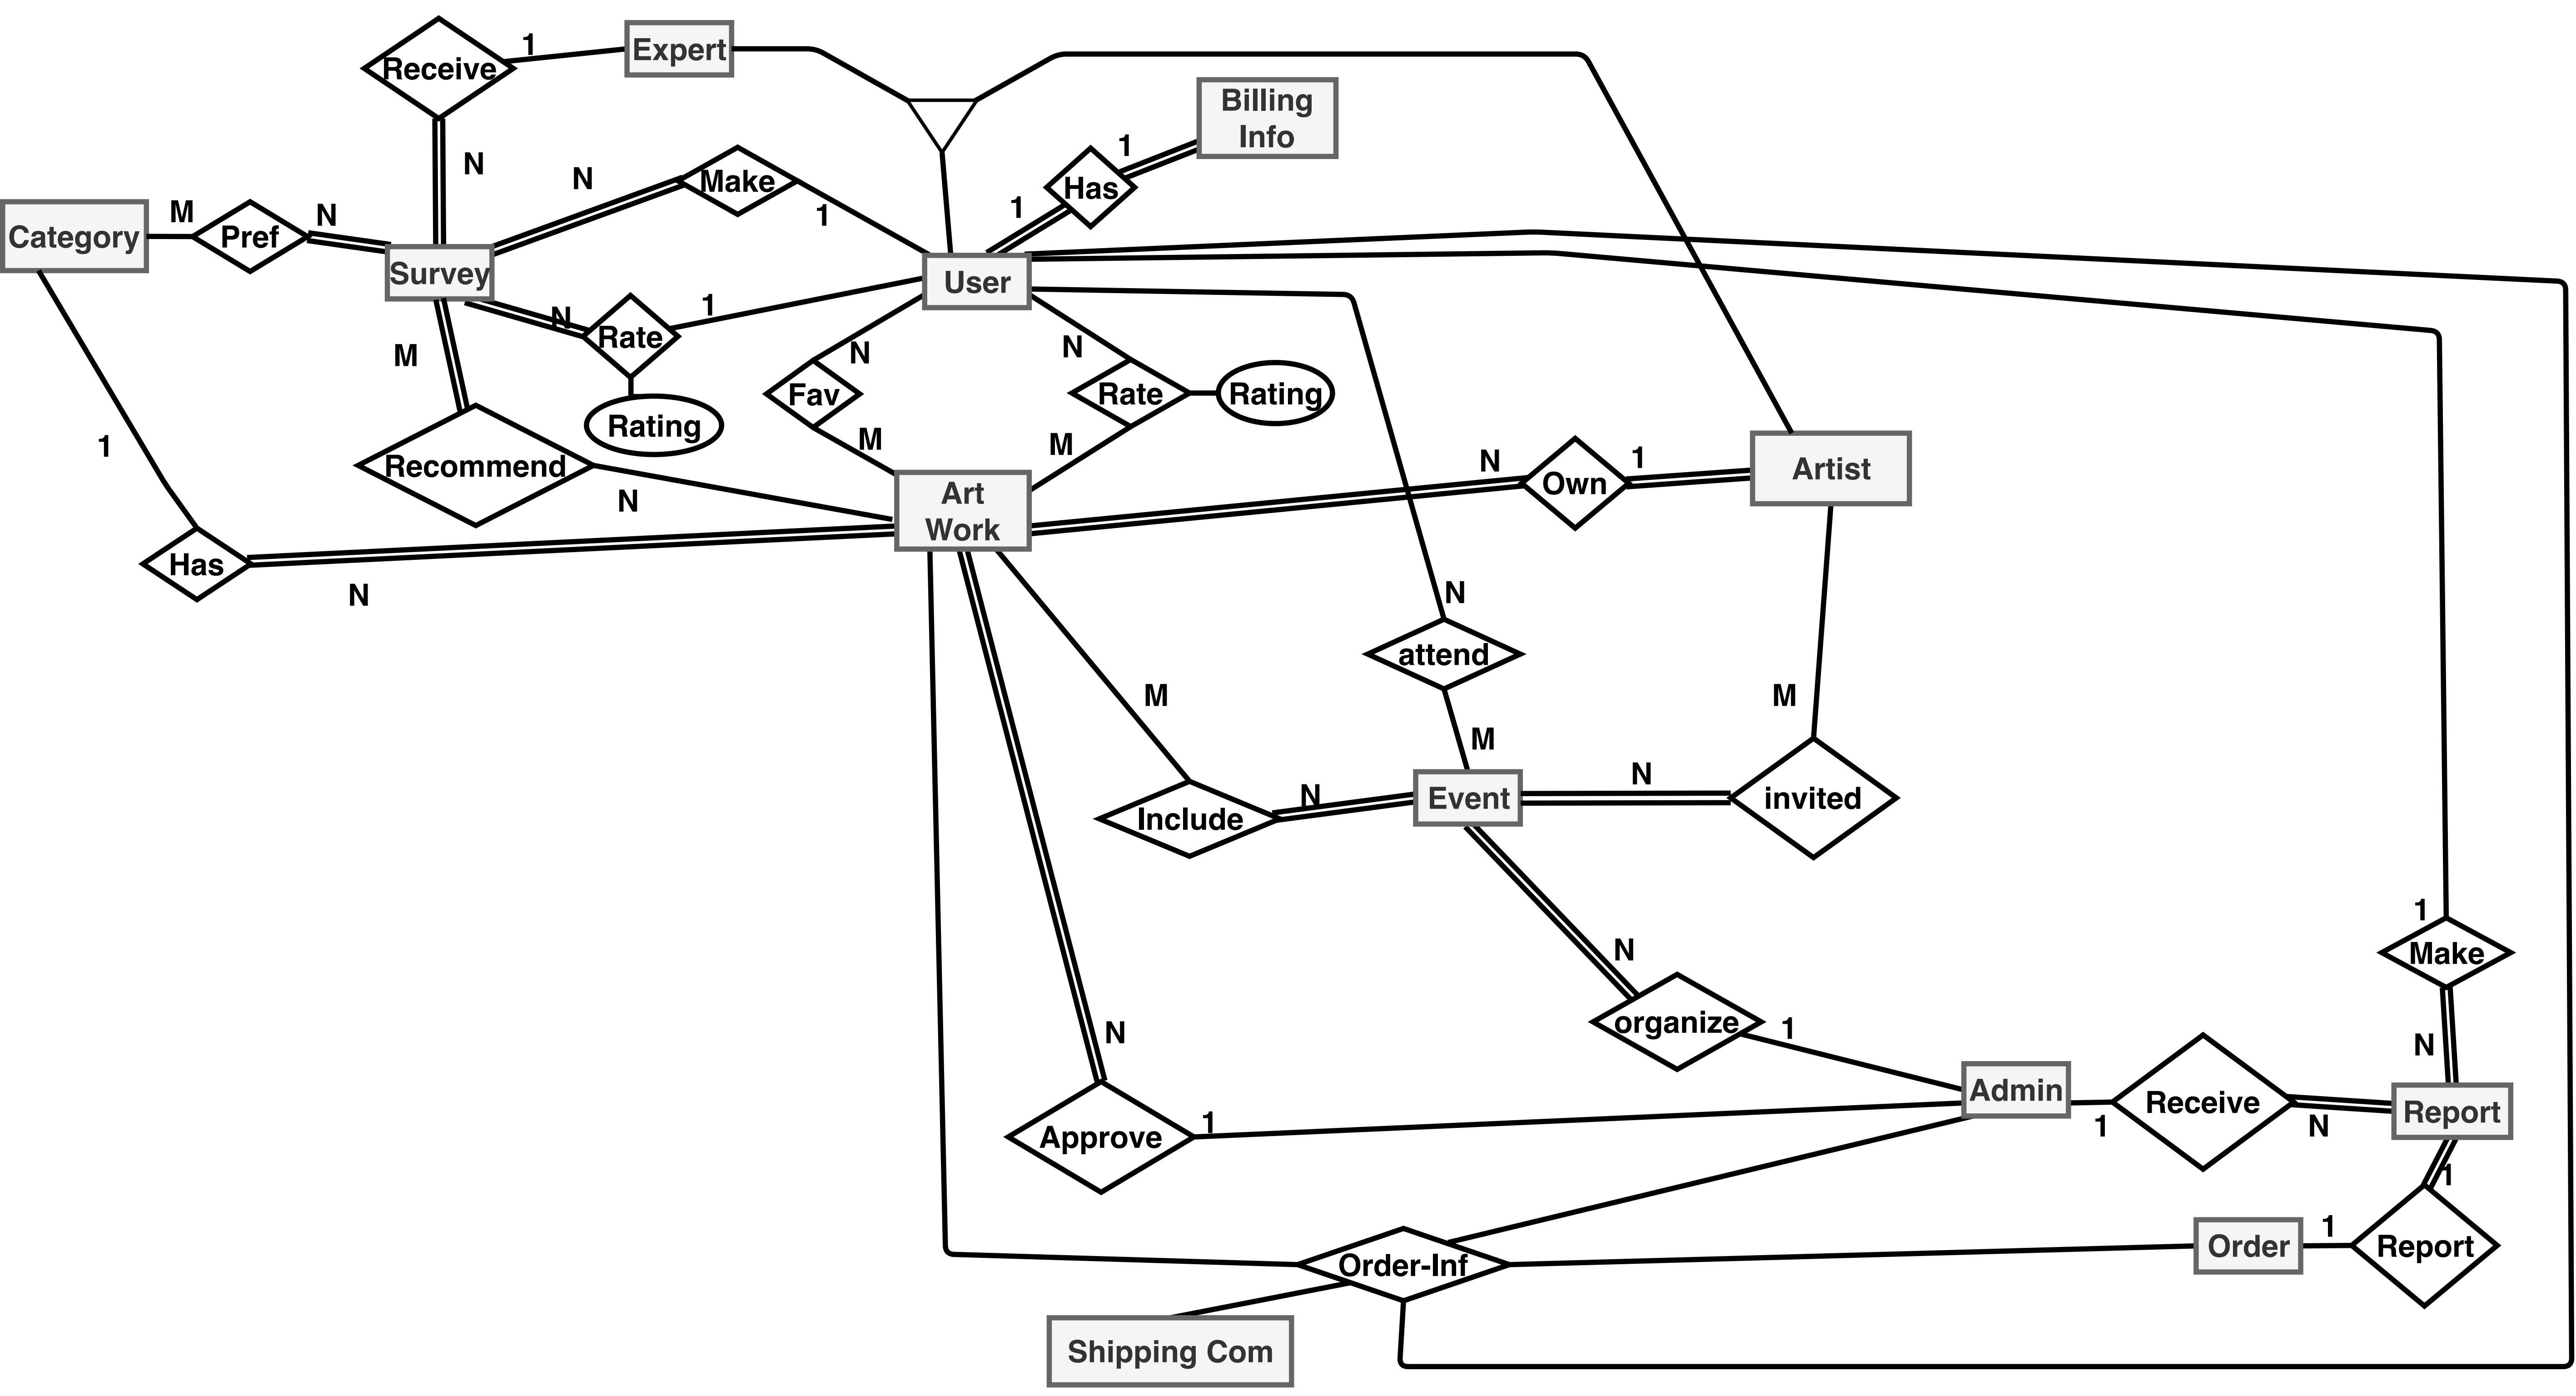 Receive
1
Expert
Billing
Info
1
Has
N
N
Make
1
1
Category
M
Pref
N
Survey
User
N
Rate
1
Rating
M
N
Fav
M
N
Rate
Rating
M
Recommend
N
Art
Work
N
Own
1
Artist
1
Has
N
N
attend
M
M
M
Include
N
Event
N
invited
N
organize
1
1
Make
N
N
Approve
1
Admin
1
Receive
N
Report
1
Order-Inf
Order
1
Report
Shipping Com